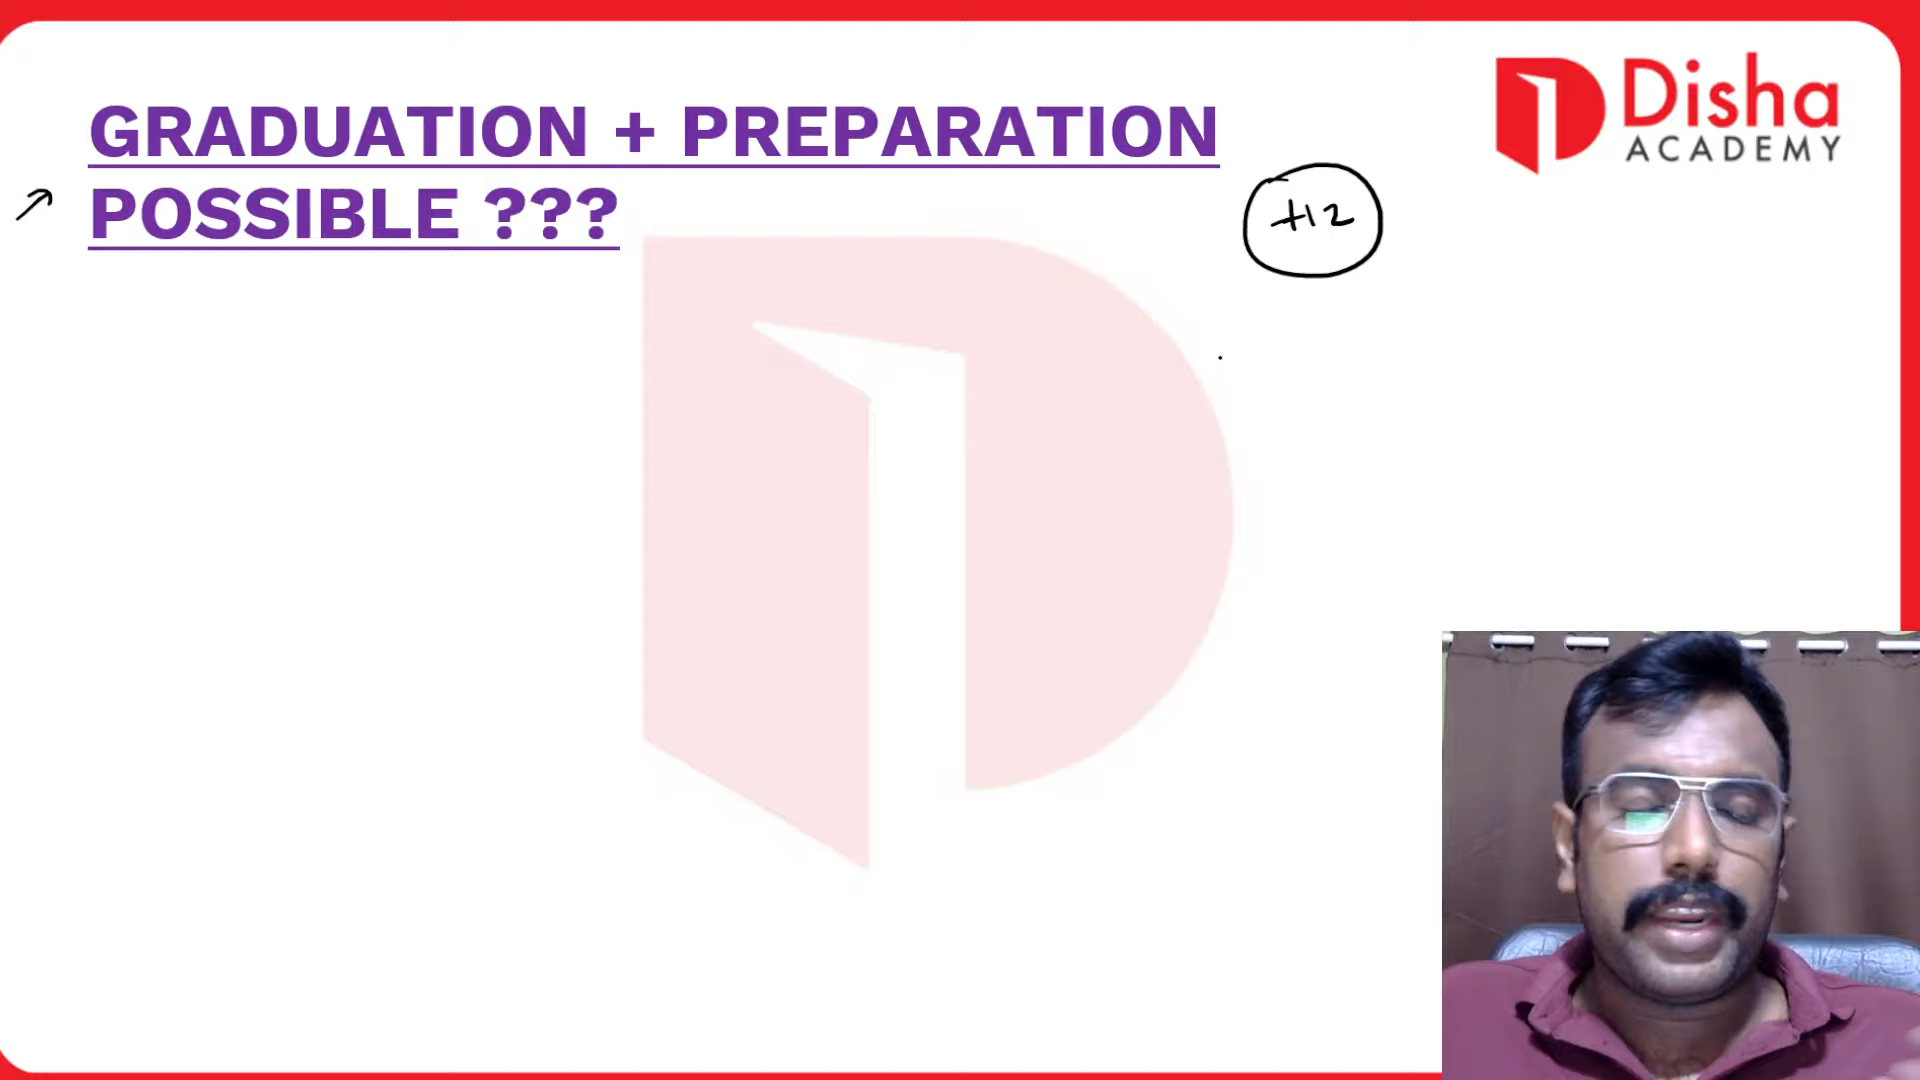 GRADUATION + PREPARATION
POSSIBLE ???
+12
Disha
ACADEMY